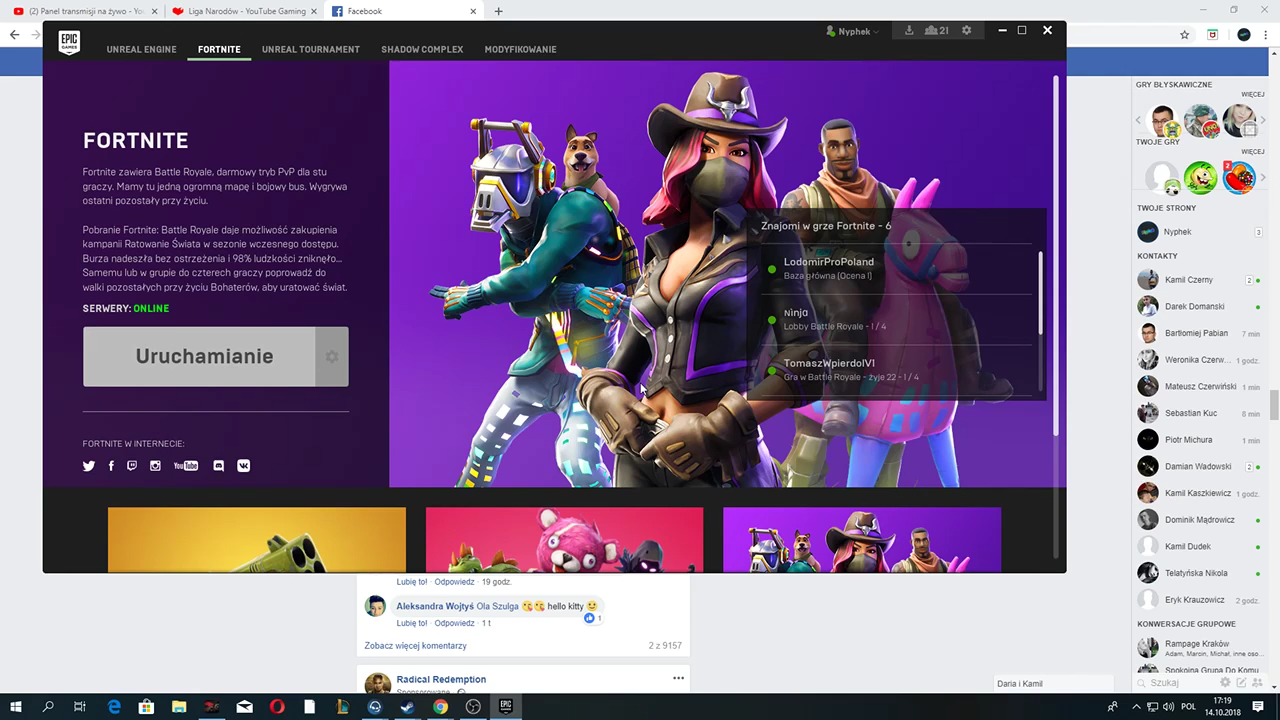 (2) Panel transmisji na żywo - Yo
Liga Narodów - YouTube Gaming
Facebook
EPIC GAMES
UNREAL ENGINE
FORTNITE
UNREAL TOURNAMENT
SHADOW COMPLEX
MODYFIKOWANIE
Nyphek
21
FORTNITE
Fortnite zawiera Battle Royale, darmowy tryb PvP dla stu
graczy. Mamy tu jedną ogromną mapę i bojowy bus. Wygrywa
ostatni pozostały przy życiu.
Pobranie Fortnite: Battle Royale daje możliwość zakupienia
kampanii Ratowanie Świata w sezonie wczesnego dostępu.
Burza nadeszła bez ostrzeżenia i 98% ludzkości zniknęło...
Samemu lub w grupie do czterech graczy poprowadź do
walki pozostałych przy życiu Bohaterów, aby uratować świat.
SERWERY: ONLINE
Uruchamianie
FORTNITE W INTERNECIE:
YouTube
Znajomi w grze Fortnite - 6
LodomirProPoland
Baza główna (Ocena 1)
Ninja
Lobby Battle Royale - 1 / 4
TomaszWpierdolV1
Gra w Battle Royale - żyje 22 - 1 / 4
GRY BŁYSKAWICZNE
WIĘCEJ
UNO
WIĘCEJ
TWOJE GRY
2
TWOJE STRONY
Nyphek 3
KONTAKTY
Kamil Czerny 2
Darek Domanski
Bartłomiej Pabian 7 min
Weronika Czerw... 1 godz.
Mateusz Czerwiński 1 min
Sebastian Kuc 8 min
Piotr Michura 1 min
Damian Wadowski 2
Kamil Kaszkiewicz 1 godz.
Dominik Mądrowicz
Kamil Dudek
Telatyńska Nikola
Eryk Krauzowicz 2 godz.
KONWERSACJE GRUPOWE
Rampage Kraków
Adam, Marcin, Michał, inne oso...
Spokojna Grupa Do Komu
Szukaj
Lubię to! · Odpowiedz · 19 godz.
Aleksandra Wojtyś Ola Szulga 😘😘 hello kitty 😉
1
Lubię to! · Odpowiedz · 1 t
Zobacz więcej komentarzy
2 z 9157
Radical Redemption
Sponsorowane
Daria i Kamil
EPIC GAMES
POL
17:19
14.10.2018